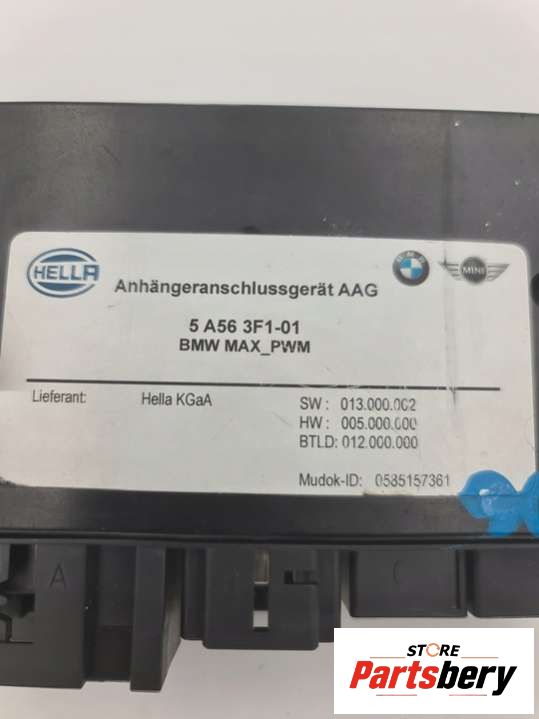 HELLA
Anhängeranschlussgerät AAG
BMW
MINI
5 A56 3F1-01
BMW MAX_PWM
Lieferant:
Hella KGaA
SW : 013.000.002
HW : 005.000.000
BTLD: 012.000.000
Mudok-ID: 0585157361
A
C
STORE
Partsbery